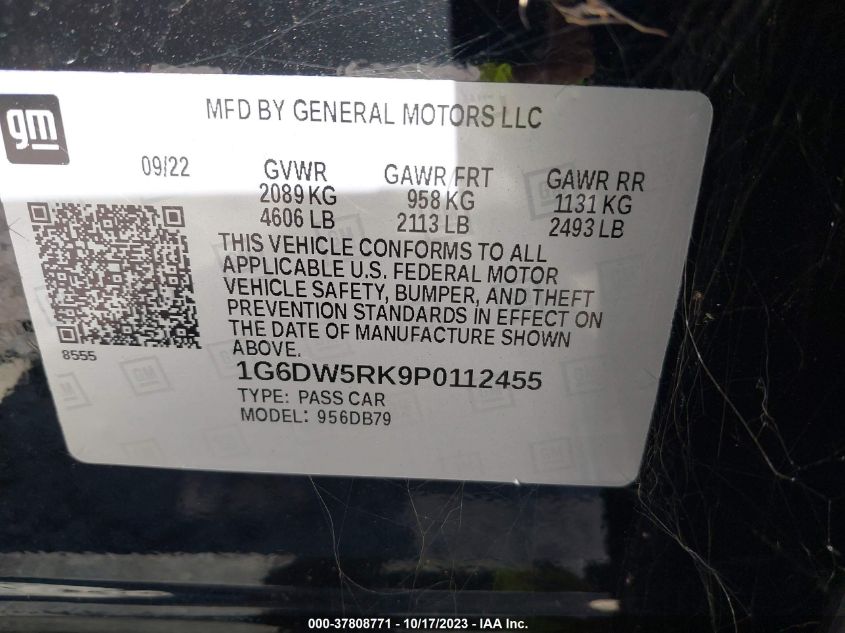 gm
MFD BY GENERAL MOTORS LLC
09/22 GVWR GAWR FRT GAWR RR
2089 KG 958 KG 1131 KG
4606 LB 2113 LB 2493 LB
THIS VEHICLE CONFORMS TO ALL
APPLICABLE U.S. FEDERAL MOTOR
VEHICLE SAFETY, BUMPER, AND THEFT
PREVENTION STANDARDS IN EFFECT ON
THE DATE OF MANUFACTURE SHOWN
ABOVE.
8555
1G6DW5RK9P0112455
TYPE: PASS CAR
MODEL: 956DB79
000-37808771 - 10/17/2023 - IAAI.com